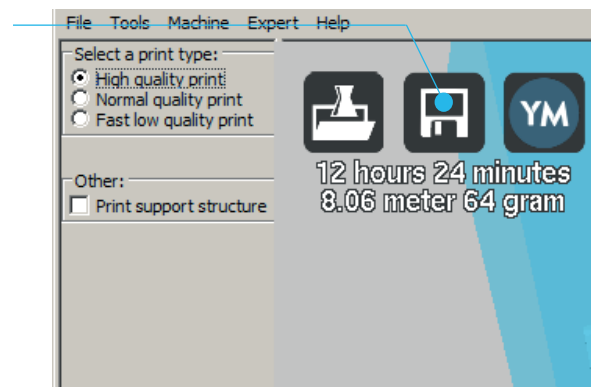 File Tools Machine Expert Help
Select a print type:
High quality print
Normal quality print
Fast low quality print
Other:
Print support structure
YM
12 hours 24 minutes
8.06 meter 64 gram